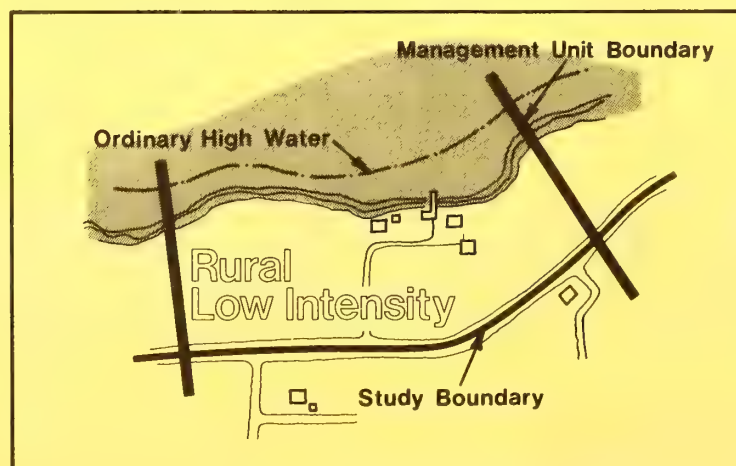 Management Unit Boundary
Ordinary High Water
Rural
Low Intensity
Study Boundary